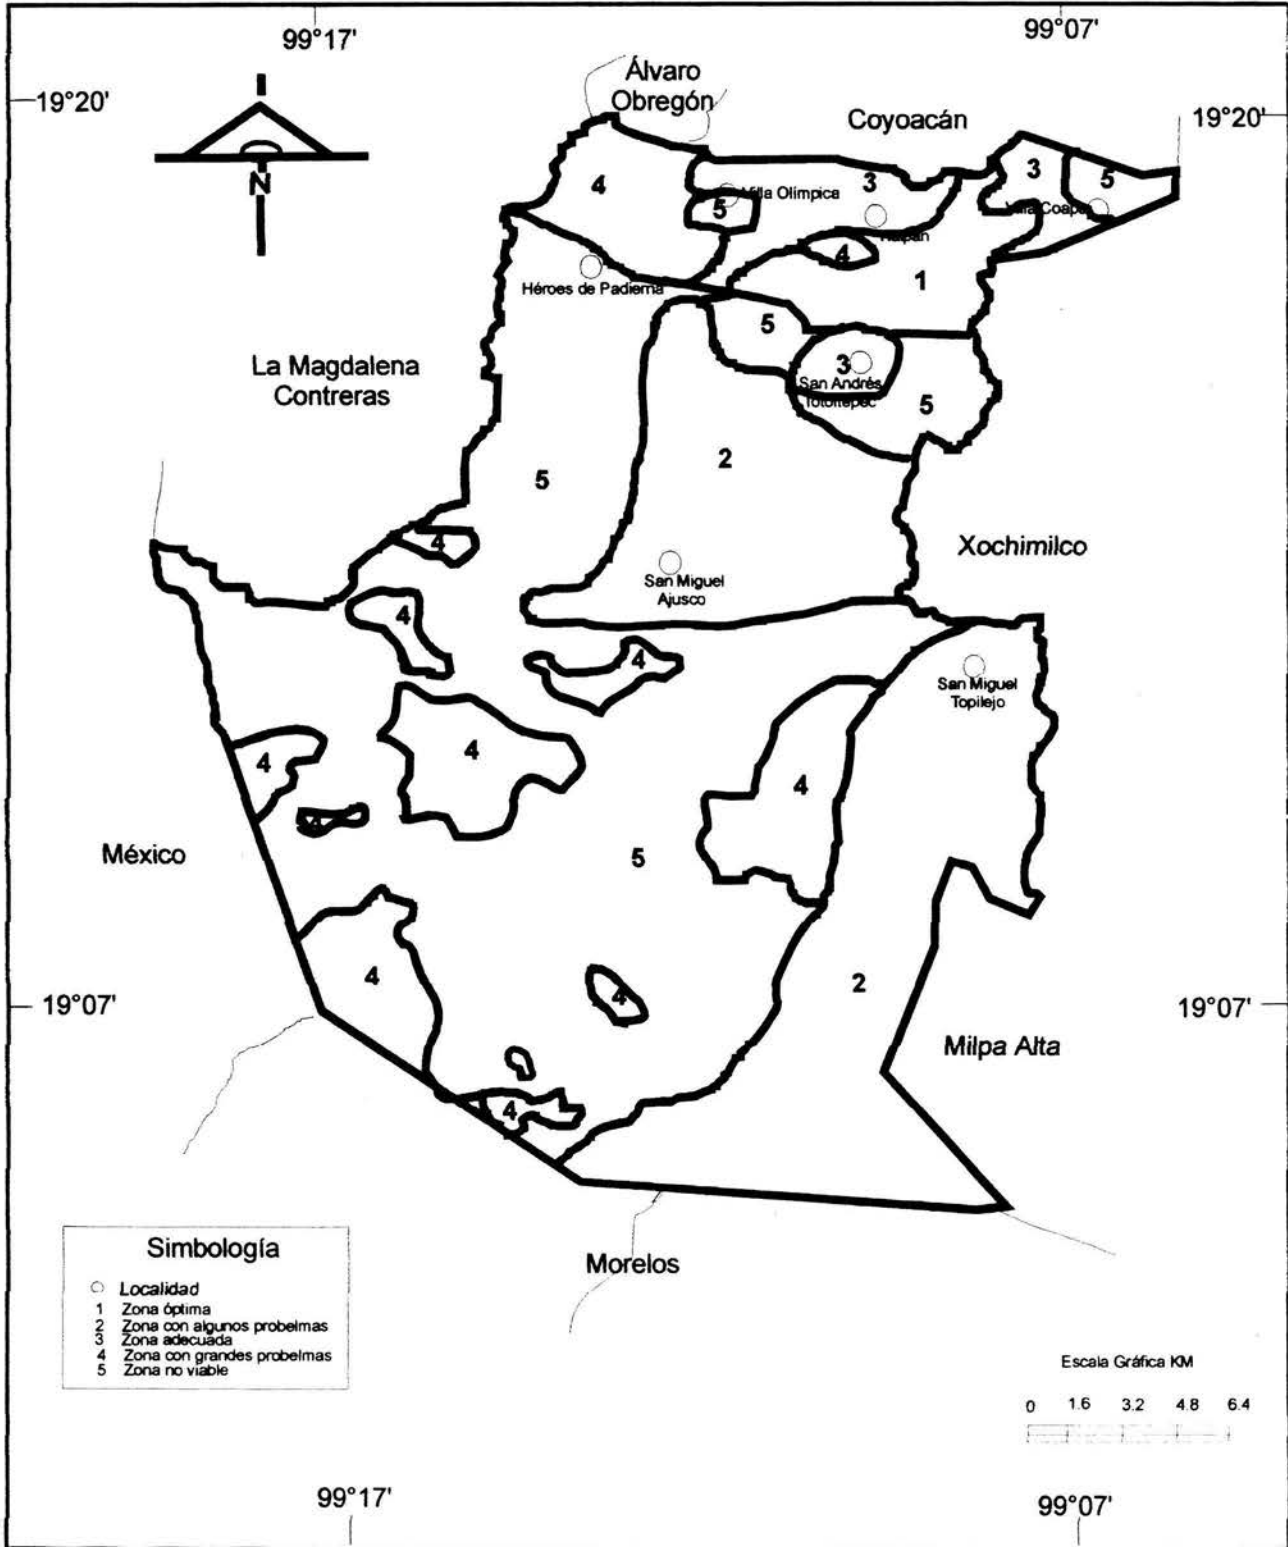 99°17'
99°07'
19°20'
19°20'
Álvaro
Obregón
Coyoacán
N
4
3
3
5
Villa Olímpica
5
Villa Coapa
Tlalpan
4
1
Héroes de Padierna
5
La Magdalena
Contreras
3
San Andrés
Totoltepec
5
2
5
Xochimilco
4
San Miguel
Ajusco
4
4
San Miguel
Topilejo
4
4
4
4
México
5
4
2
4
19°07'
19°07'
Milpa Alta
4
Morelos
Simbología
Localidad
1 Zona óptima
2 Zona con algunos probelmas
3 Zona adecuada
4 Zona con grandes probelmas
5 Zona no viable
Escala Gráfica KM
0 1.6 3.2 4.8 6.4
99°17'
99°07'